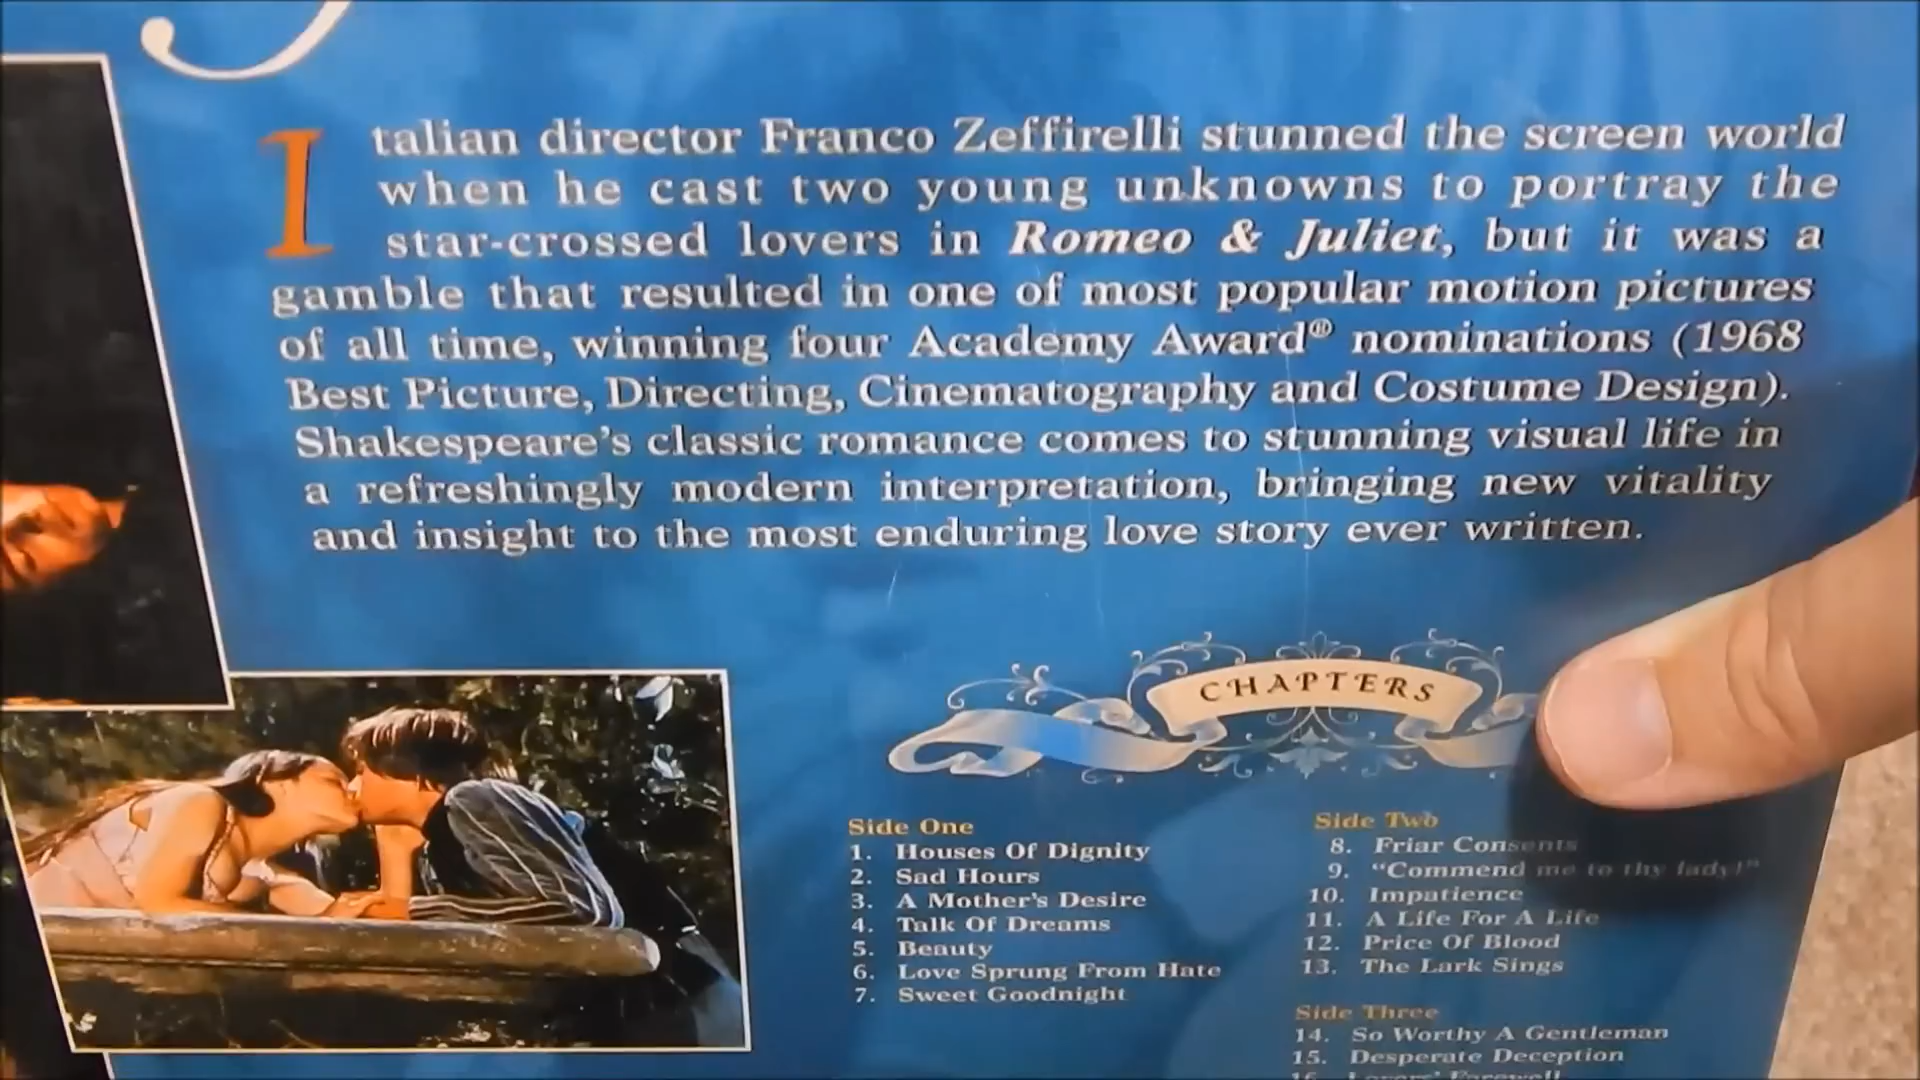 Italian director Franco Zeffirelli stunned the screen world
when he cast two young unknowns to portray the
star-crossed lovers in Romeo & Juliet, but it was a
gamble that resulted in one of most popular motion pictures
of all time, winning four Academy Award® nominations (1968
Best Picture, Directing, Cinematography and Costume Design).
Shakespeare's classic romance comes to stunning visual life in
a refreshingly modern interpretation, bringing new vitality
and insight to the most enduring love story ever written.
CHAPTERS
Side One
1. Houses Of Dignity
2. Sad Hours
3. A Mother's Desire
4. Talk Of Dreams
5. Beauty
6. Love Sprung From Hate
7. Sweet Goodnight
Side Two
8. Friar Consents
9. "Commend me to thy lady!"
10. Impatience
11. A Life For A Life
12. Price Of Blood
13. The Lark Sings
Side Three
14. So Worthy A Gentleman
15. Desperate Deception
16. Lovers' Farewell